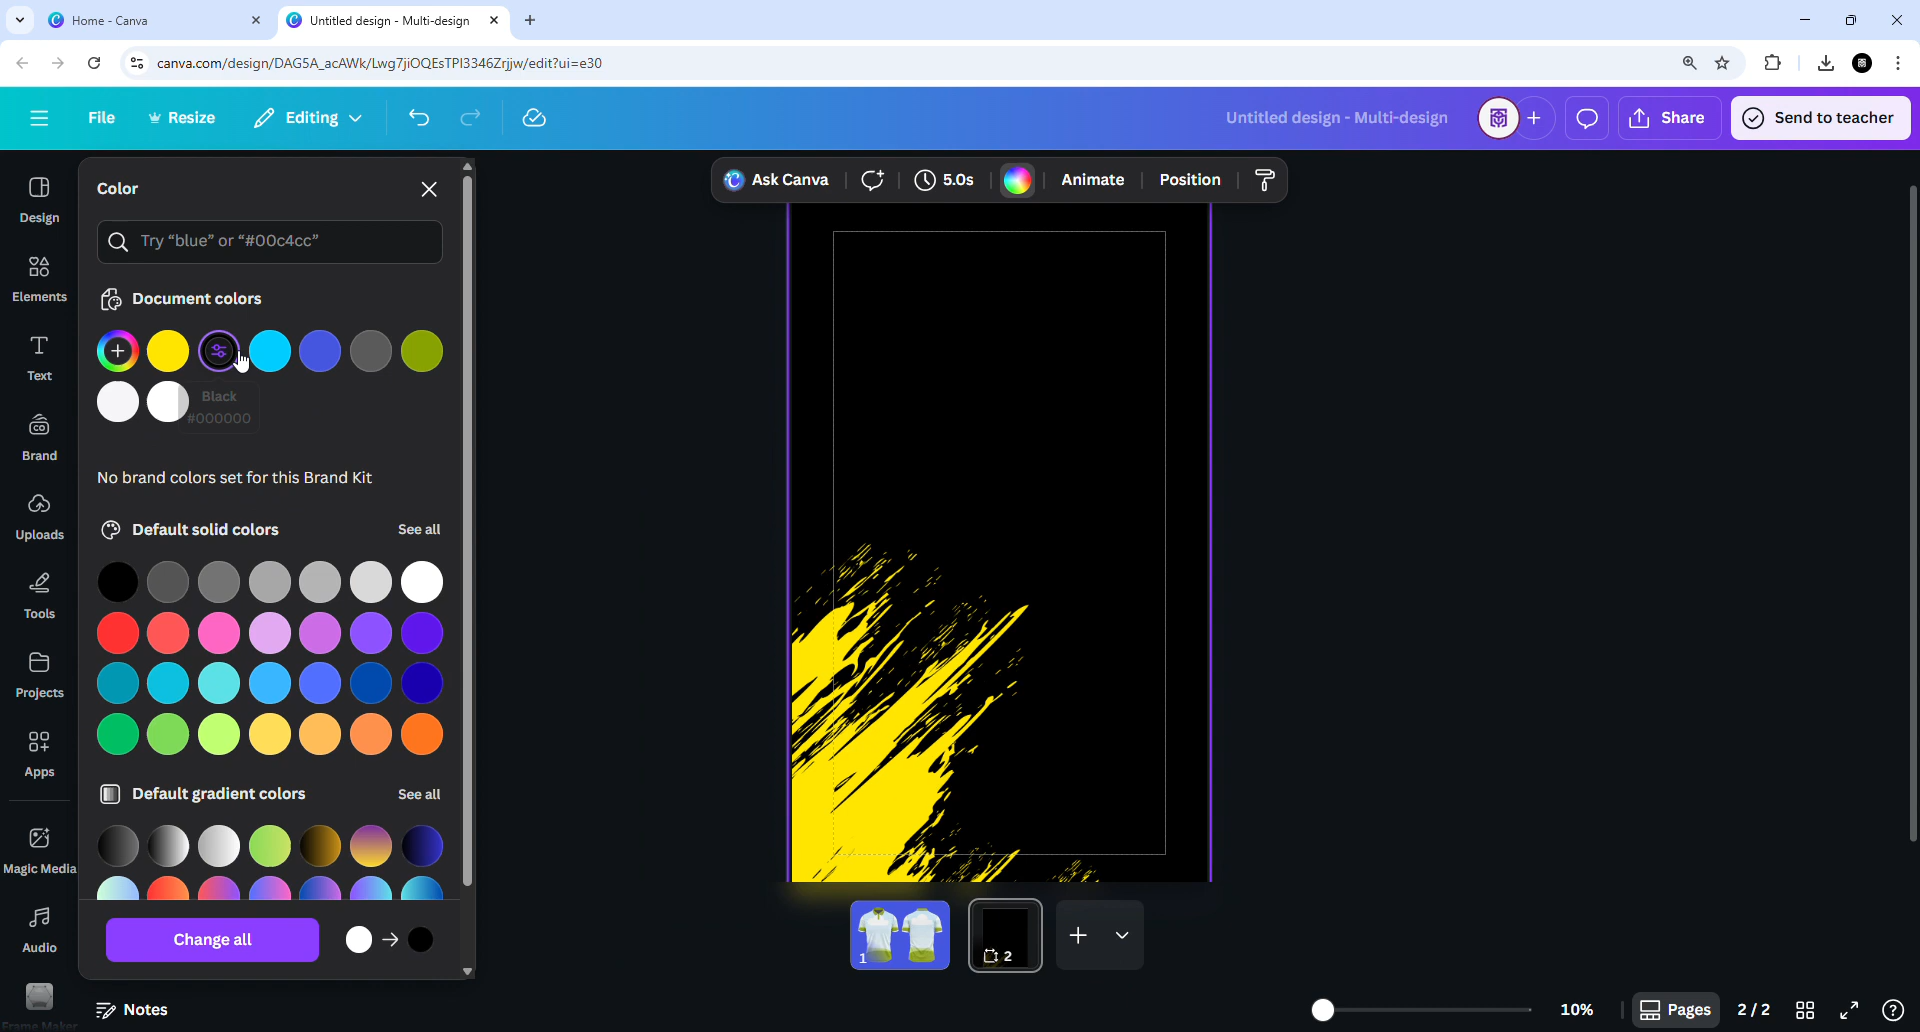 Home - Canva
Untitled design - Multi-design
canva.com/design/DAG5A_acAWk/Lwg7jiOQEsTPl3346Zrjjw/edit?ui=e30
File
Resize
Editing
Untitled design - Multi-design
Share
Send to teacher
Design
Elements
Text
Brand
Uploads
Tools
Projects
Apps
Magic Media
Audio
Frame Maker
Color
Try “blue” or “#00c4cc”
Document colors
Black
#000000
No brand colors set for this Brand Kit
Default solid colors
See all
Default gradient colors
See all
Change all
Ask Canva
5.0s
Animate
Position
1
2
Notes
10%
Pages
2/2